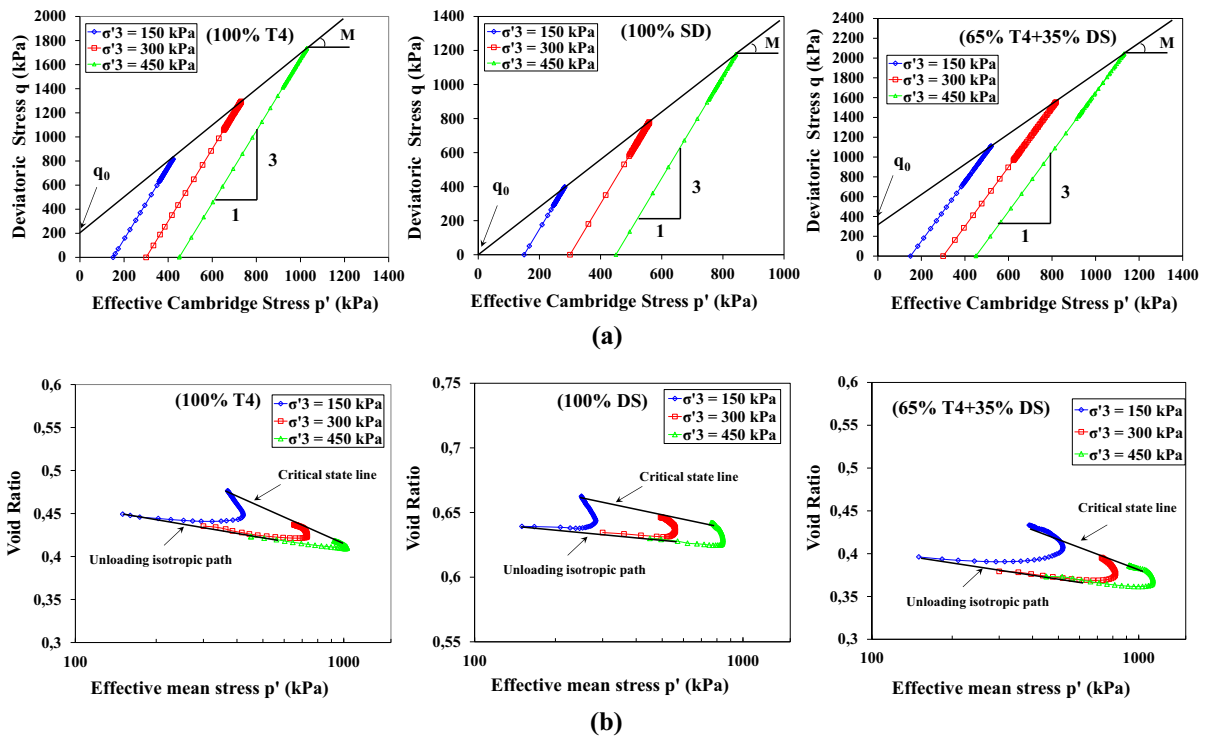 (100% T4)
σ'3 = 150 kPa
σ'3 = 300 kPa
σ'3 = 450 kPa
M
q0
3
1
2000
1800
1600
1400
1200
1000
800
600
400
200
0
0 200 400 600 800 1000 1200 1400
Deviatoric Stress q (kPa)
Effective Cambridge Stress p' (kPa)
(100% SD)
σ'3 = 150 kPa
σ'3 = 300 kPa
σ'3 = 450 kPa
M
q0
3
1
1400
1200
1000
800
600
400
200
0
0 200 400 600 800 1000
Deviatoric Stress q (kPa)
Effective Cambridge Stress p' (kPa)
(65% T4+35% DS)
σ'3 = 150 kPa
σ'3 = 300 kPa
σ'3 = 450 kPa
M
q0
3
1
2400
2200
2000
1800
1600
1400
1200
1000
800
600
400
200
0
0 200 400 600 800 1000 1200 1400
Deviatoric Stress q (kPa)
Effective Cambridge Stress p' (kPa)
(a)
(100% T4)
σ'3 = 150 kPa
σ'3 = 300 kPa
σ'3 = 450 kPa
Critical state line
Unloading isotropic path
0,6
0,55
0,5
0,45
0,4
0,35
0,3
100 1000
Void Ratio
Effective mean stress p' (kPa)
(100% DS)
σ'3 = 150 kPa
σ'3 = 300 kPa
σ'3 = 450 kPa
Critical state line
Unloading isotropic path
0,75
0,7
0,65
0,6
0,55
100 1000
Void Ratio
Effective mean stress p' (kPa)
(65% T4+35% DS)
σ'3 = 150 kPa
σ'3 = 300 kPa
σ'3 = 450 kPa
Critical state line
Unloading isotropic path
0,6
0,55
0,5
0,45
0,4
0,35
0,3
100 1000
Void Ratio
Effective mean stress p' (kPa)
(b)